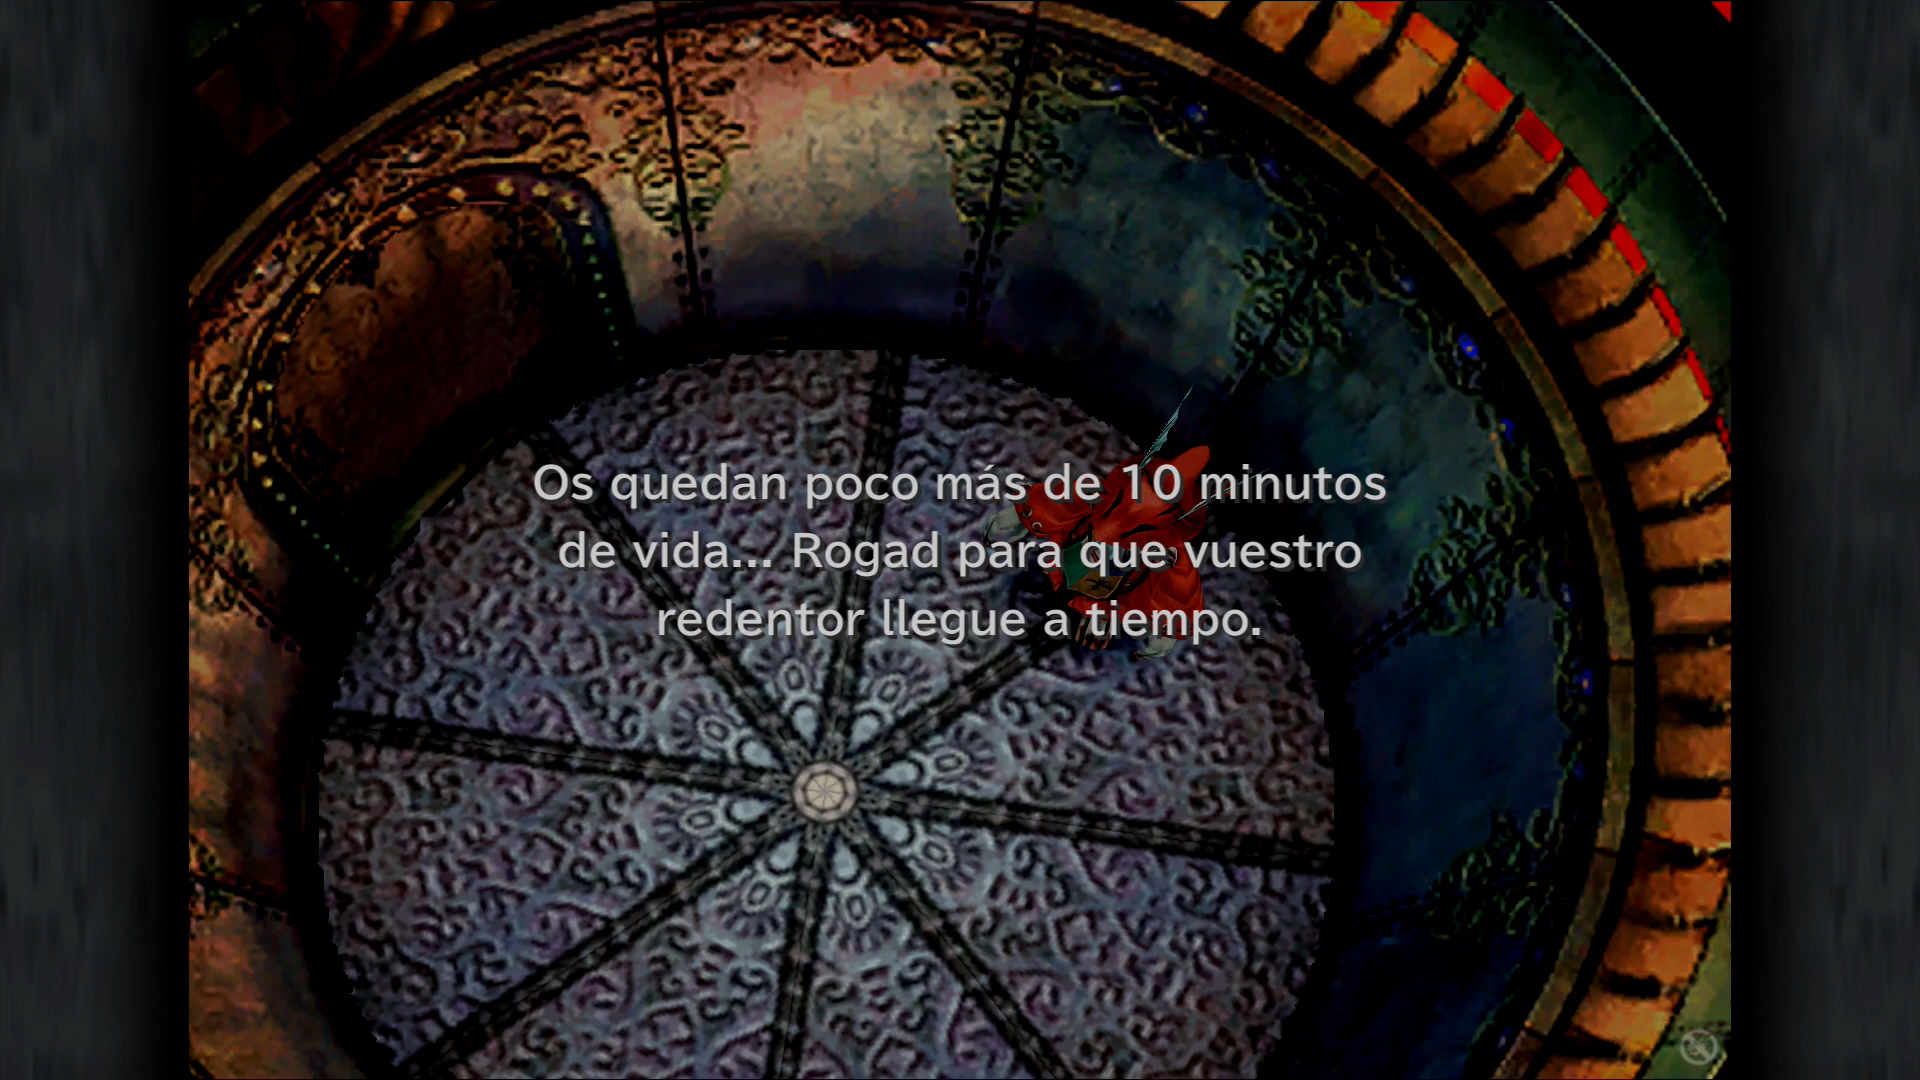 Os quedan poco más de 10 minutos
de vida... Rogad para que vuestro
redentor llegue a tiempo.